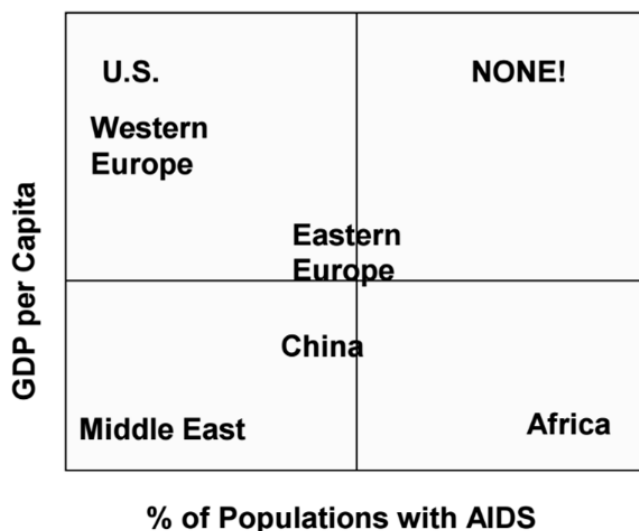 U.S.
NONE!
Western
Europe
Eastern
Europe
GDP per Capita
China
Middle East
Africa
% of Populations with AIDS